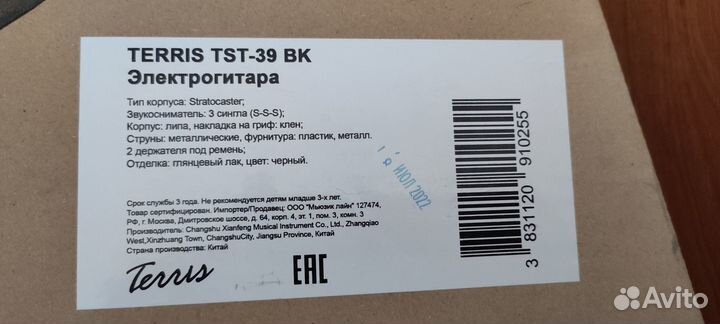 TERRIS TST-39 BK
Электрогитара
Тип корпуса: Stratocaster;
Звукосниматель: 3 сингла (S-S-S);
Корпус: липа, накладка на гриф: клен;
Струны: металлические, фурнитура: пластик, металл.
2 держателя под ремень;
Отделка: глянцевый лак, цвет: черный.
ИЮЛ 2022
Срок службы 3 года. Не рекомендуется детям младше 3-х лет.
Товар сертифицирован. Импортер/Продавец: ООО "Мьюзик лайн" 127474,
РФ, г. Москва, Дмитровское шоссе, д. 64, корп. 4, эт. 1, пом. 3, комн. 3
Производитель: Changshu Xianfeng Musical Instrument Co., Ltd., Zhangqiao
West,Xinzhuang Town, ChangshuCity, Jiangsu Province, Китай
Страна производства: Китай
Terris
EAC
3 831120 910255
Avito